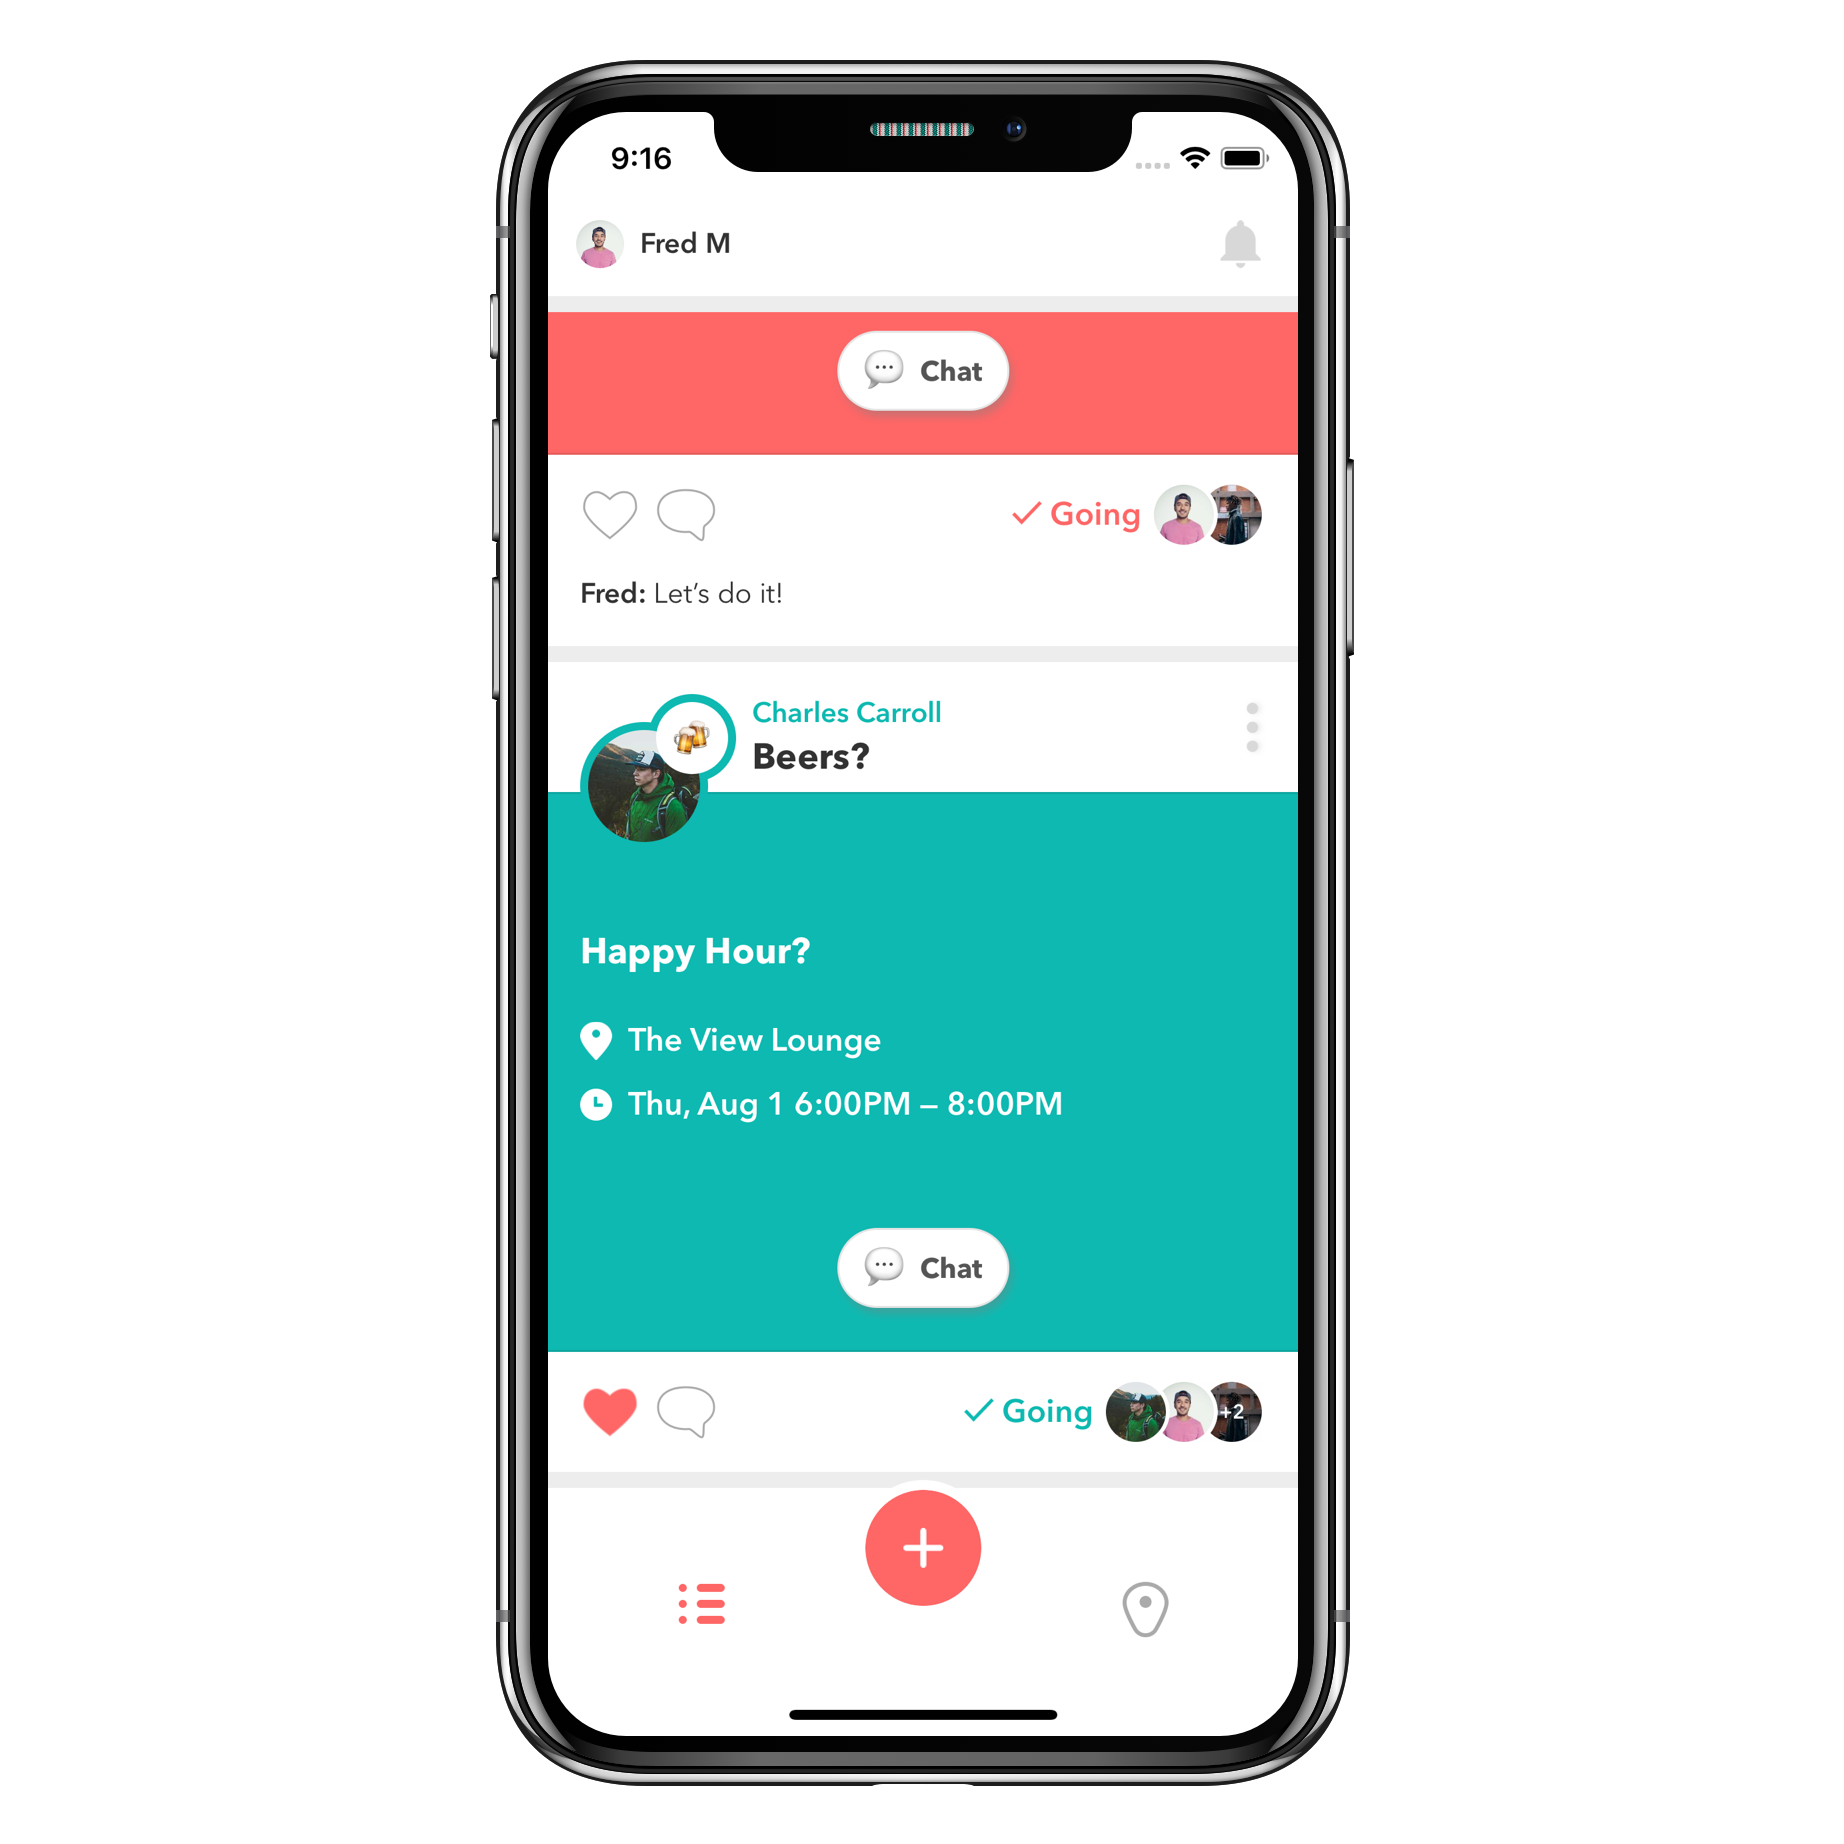 9:16
Fred M
Chat
Going
Fred: Let's do it!
Charles Carroll
Beers?
Happy Hour?
The View Lounge
Thu, Aug 1 6:00PM – 8:00PM
Chat
Going
+2